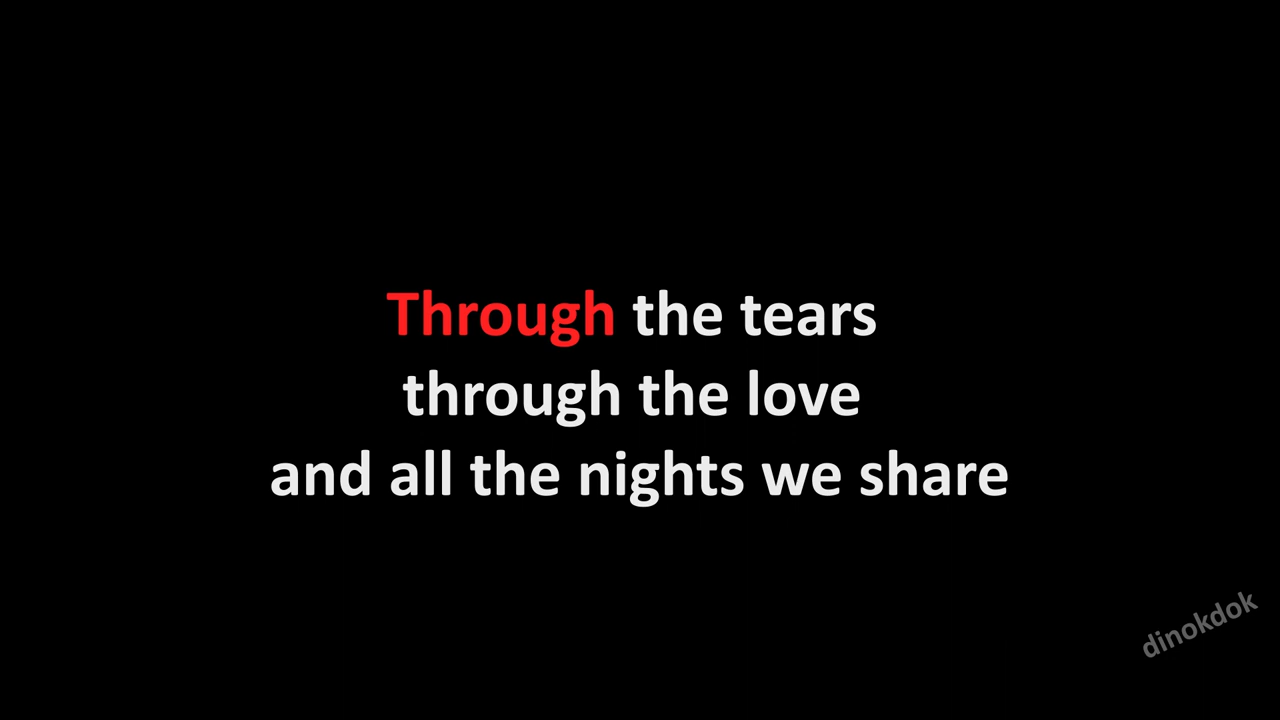 Through the tears
through the love
and all the nights we share
dinokdok